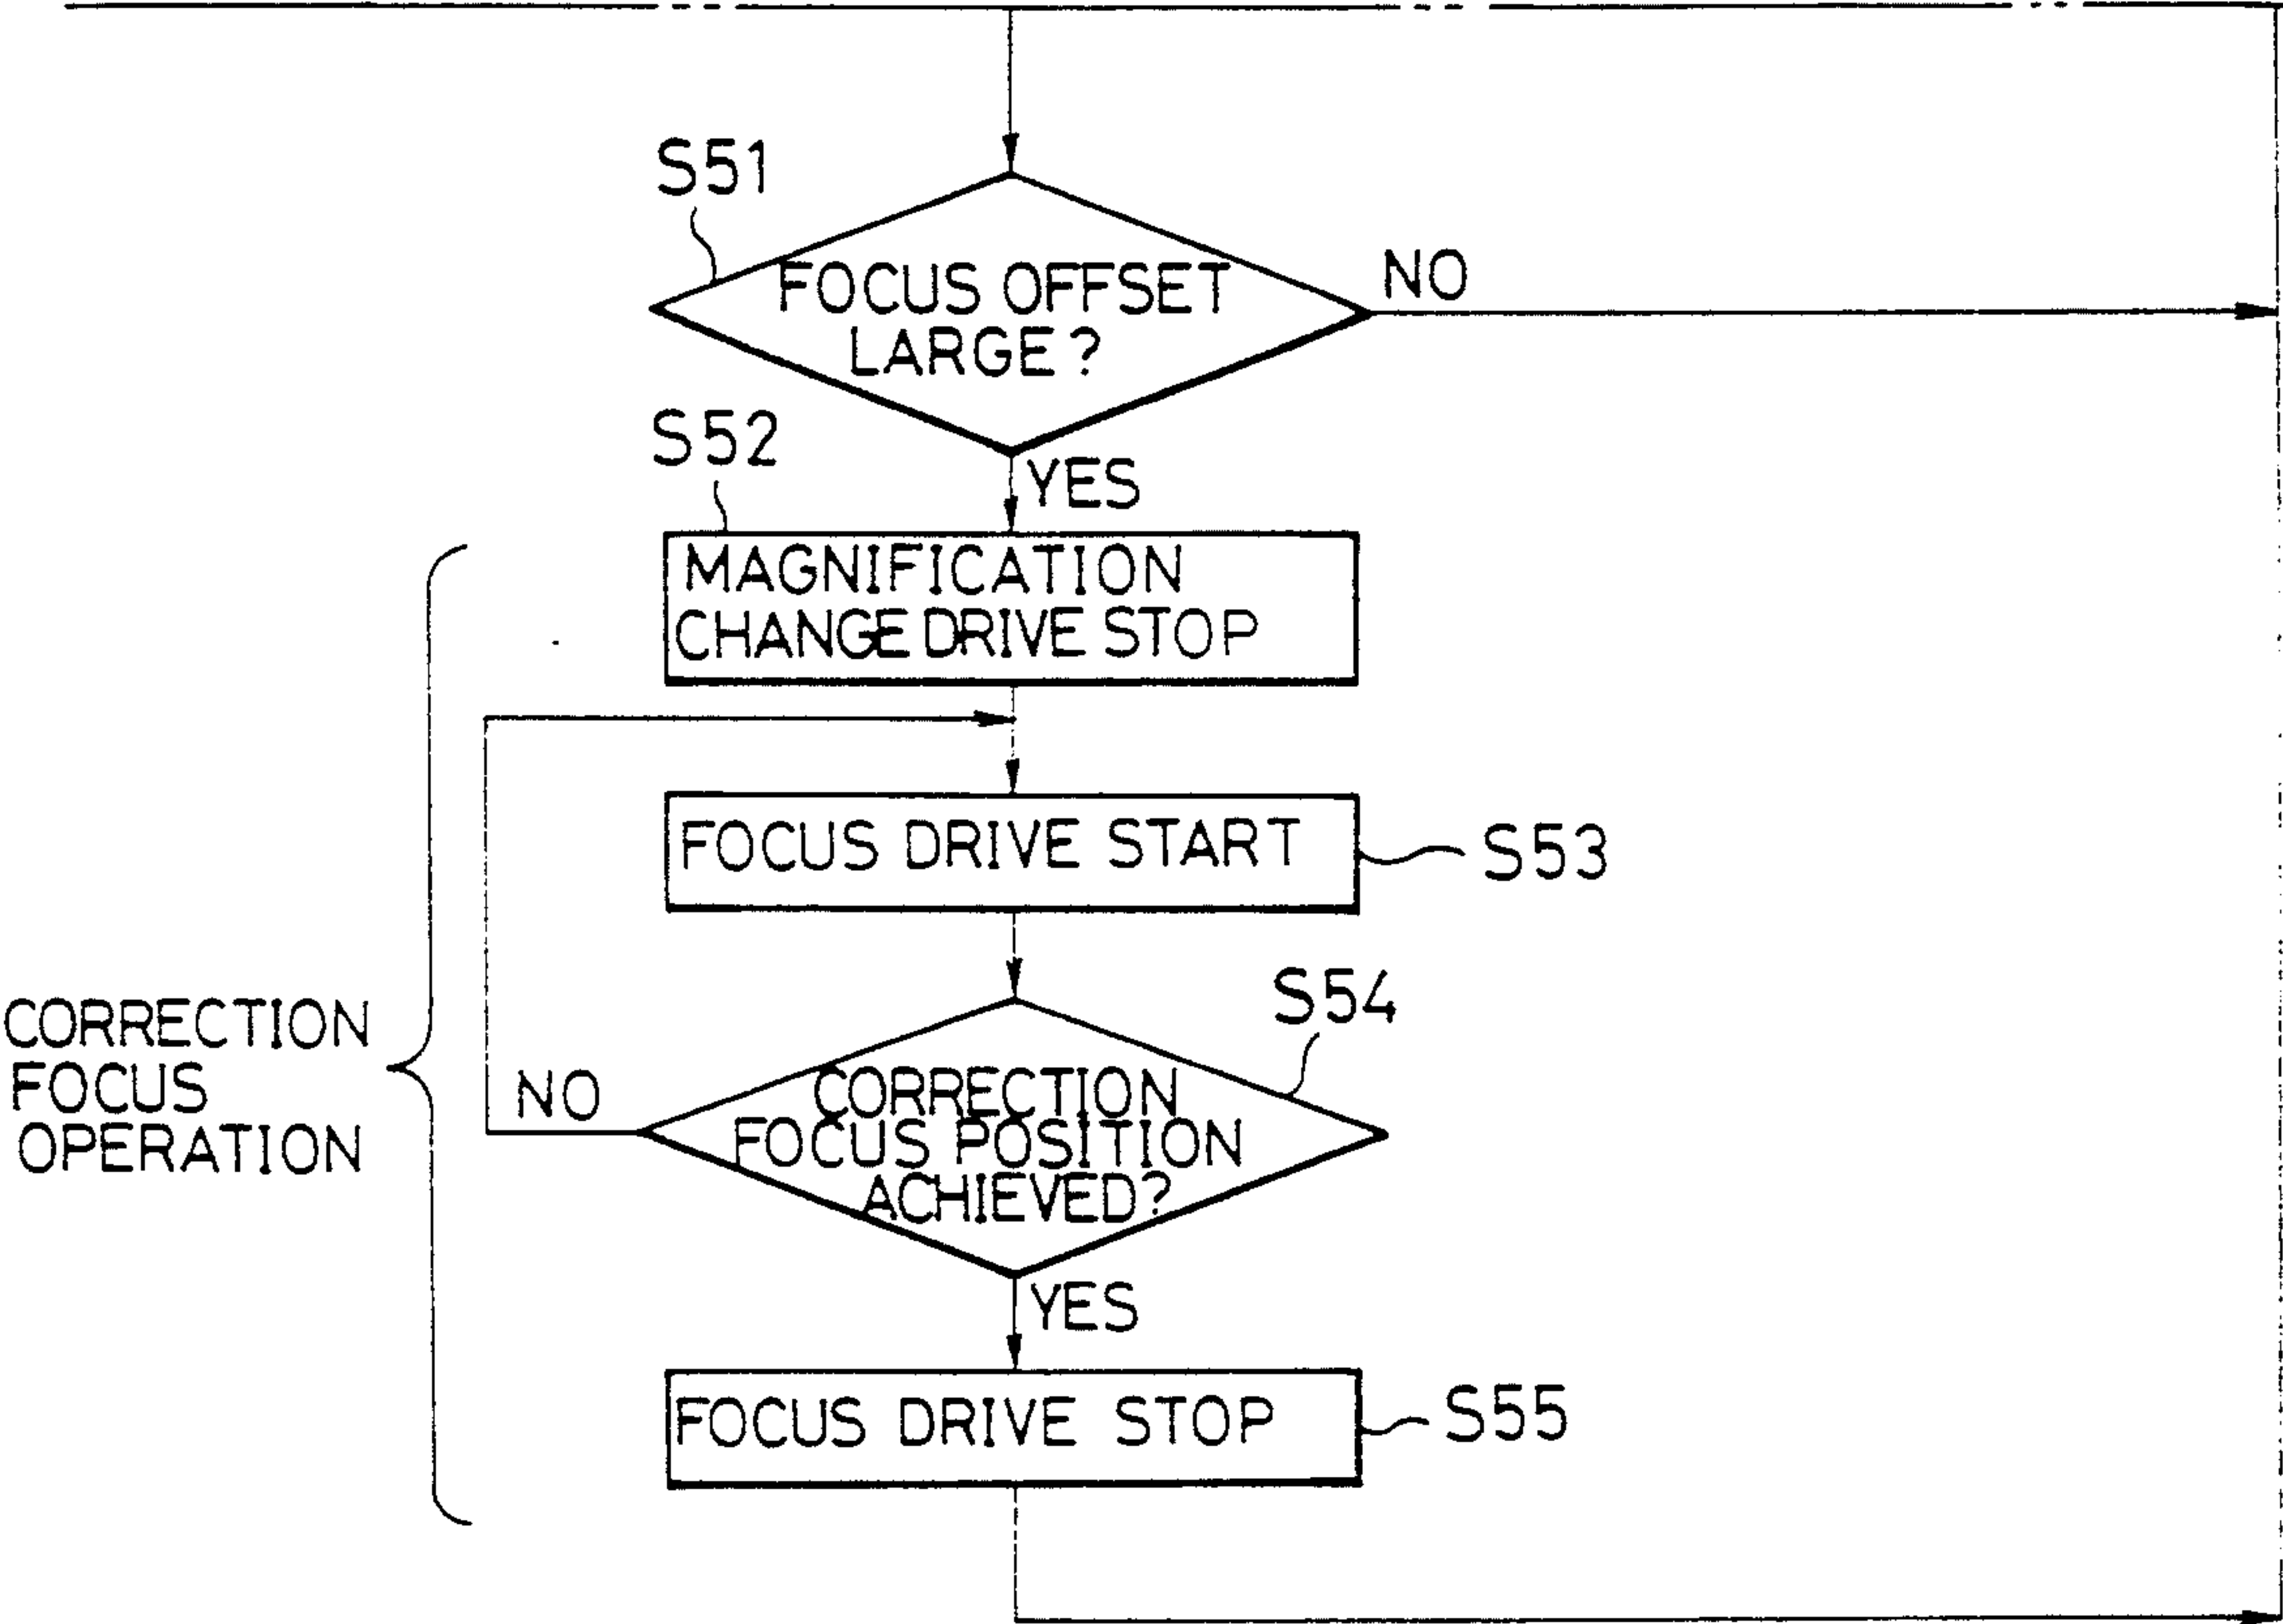 S51
FOCUS OFFSET
LARGE?
NO
S52
YES
MAGNIFICATION
CHANGE DRIVE STOP
FOCUS DRIVE START
S53
S54
CORRECTION
FOCUS
OPERATION
NO
CORRECTION
FOCUS POSITION
ACHIEVED?
YES
FOCUS DRIVE STOP
S55